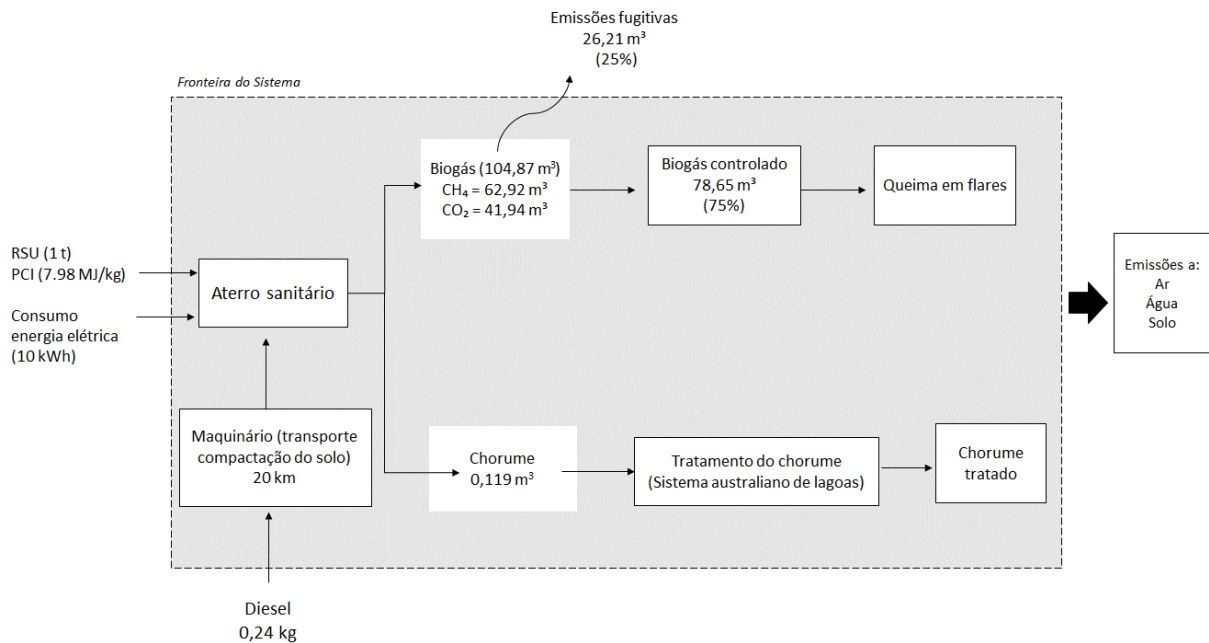 Emissões fugitivas
26,21 m³
(25%)
Fronteira do Sistema
Biogás (104,87 m³)
CH₄ = 62,92 m³
CO₂ = 41,94 m³
Biogás controlado
78,65 m³
(75%)
Queima em flares
RSU (1 t)
PCI (7.98 MJ/kg)
Consumo
energia elétrica
(10 kWh)
Aterro sanitário
Emissões a:
Ar
Água
Solo
Maquinário (transporte
compactação do solo)
20 km
Chorume
0,119 m³
Tratamento do chorume
(Sistema australiano de lagoas)
Chorume
tratado
Diesel
0,24 kg